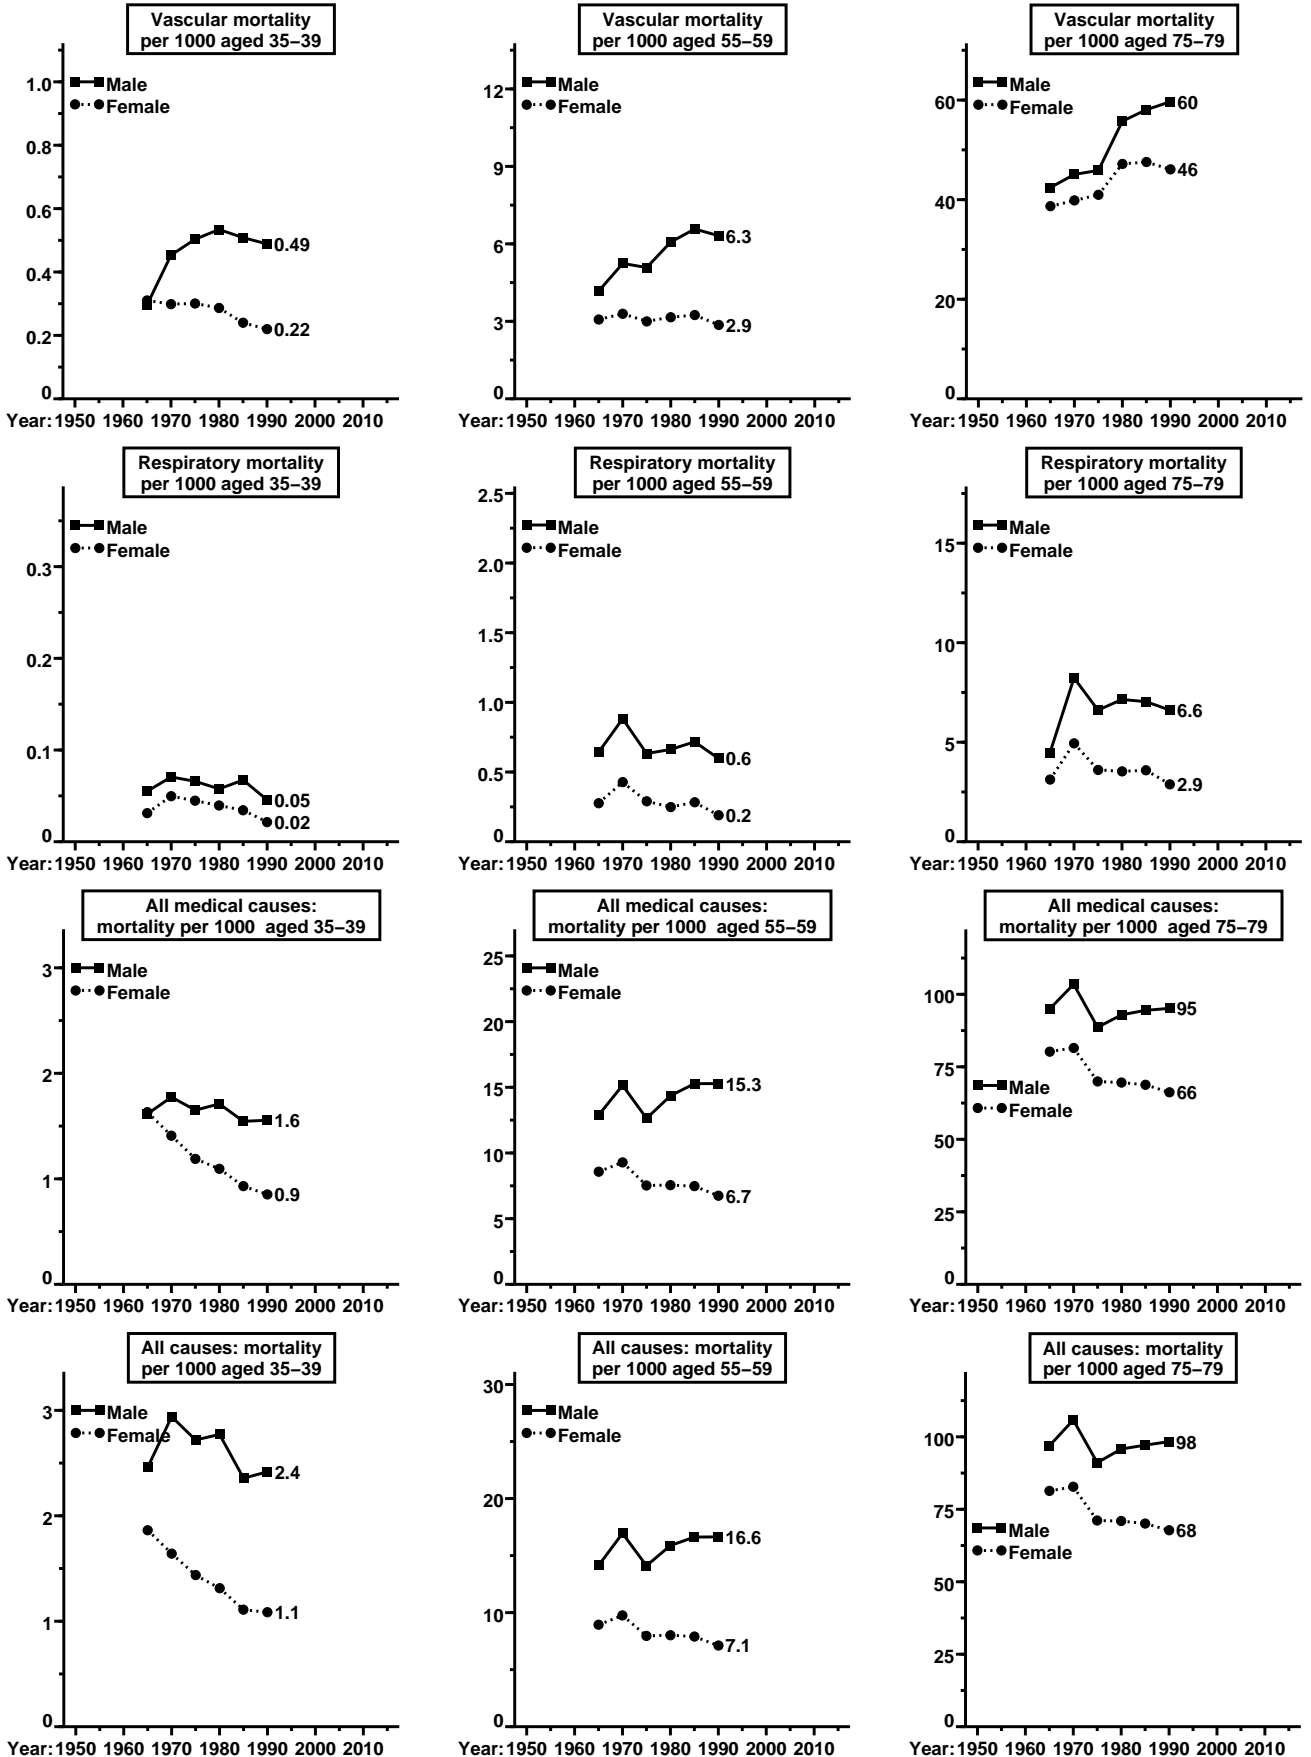 Vascular mortality
per 1000 aged 35–39
Male
Female
1.0
0.8
0.6
0.4
0.2
0
0.49
0.22
Year: 1950 1960 1970 1980 1990 2000 2010
Vascular mortality
per 1000 aged 55–59
Male
Female
12
9
6
3
0
6.3
2.9
1950 1960 1970 1980 1990 2000 2010
Vascular mortality
per 1000 aged 75–79
Male
Female
60
40
20
0
60
46
Year: 1950 1960 1970 1980 1990 2000 2010
Respiratory mortality
per 1000 aged 35–39
Male
Female
0.3
0.2
0.1
0
0.05
0.02
Year: 1950 1960 1970 1980 1990 2000 2010
Respiratory mortality
per 1000 aged 55–59
Male
Female
2.5
2.0
1.5
1.0
0.5
0
0.6
0.2
Year: 1950 1960 1970 1980 1990 2000 2010
Respiratory mortality
per 1000 aged 75–79
Male
Female
15
10
5
0
6.6
2.9
Year: 1950 1960 1970 1980 1990 2000 2010
All medical causes:
mortality per 1000 aged 35–39
Male
Female
3
2
1
0
1.6
0.9
Year: 1950 1960 1970 1980 1990 2000 2010
All medical causes:
mortality per 1000 aged 55–59
Male
Female
25
20
15
10
5
0
15.3
6.7
Year: 1950 1960 1970 1980 1990 2000 2010
All medical causes:
mortality per 1000 aged 75–79
Male
Female
100
75
50
25
0
95
66
Year: 1950 1960 1970 1980 1990 2000 2010
All causes: mortality
per 1000 aged 35–39
Male
Female
3
2
1
0
2.4
1.1
Year: 1950 1960 1970 1980 1990 2000 2010
All causes: mortality
per 1000 aged 55–59
Male
Female
30
20
10
0
16.6
7.1
Year: 1950 1960 1970 1980 1990 2000 2010
All causes: mortality
per 1000 aged 75–79
Male
Female
100
75
50
25
0
98
68
Year: 1950 1960 1970 1980 1990 2000 2010